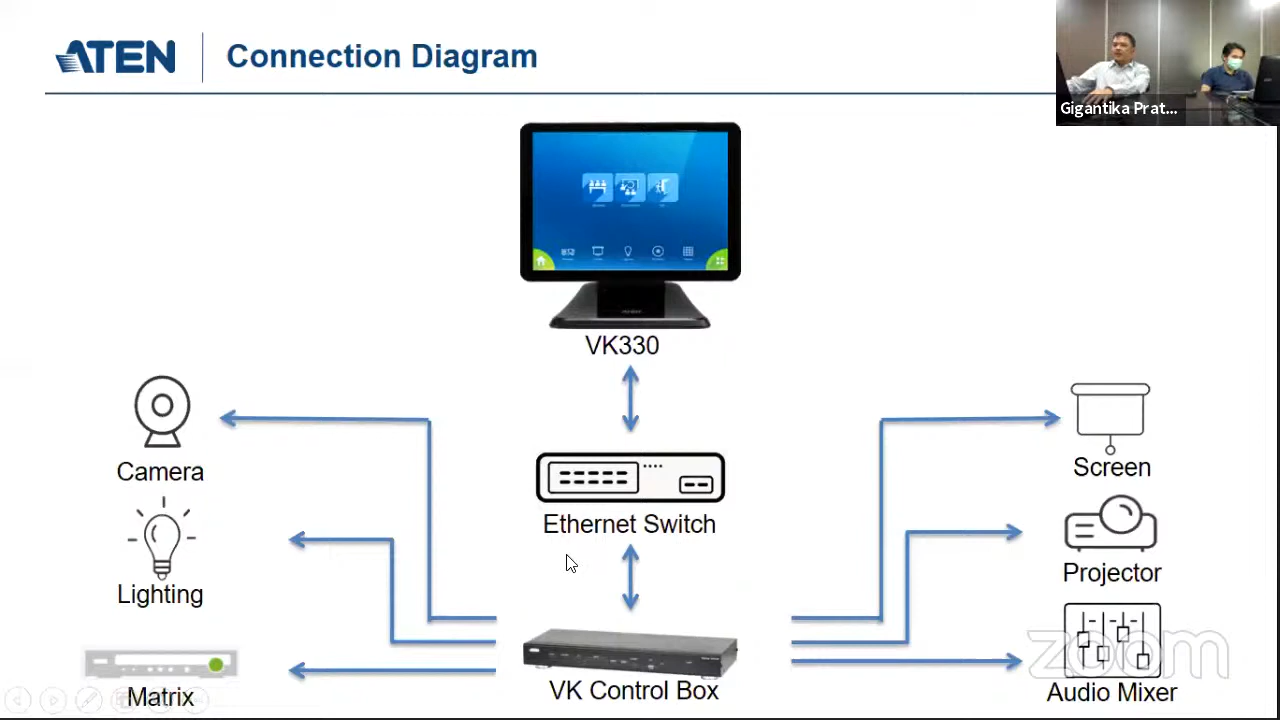 ATEN
Connection Diagram
Gigantika Prat...
VK330
Camera
Screen
Ethernet Switch
Lighting
Projector
zoom
VK Control Box
Matrix
Audio Mixer